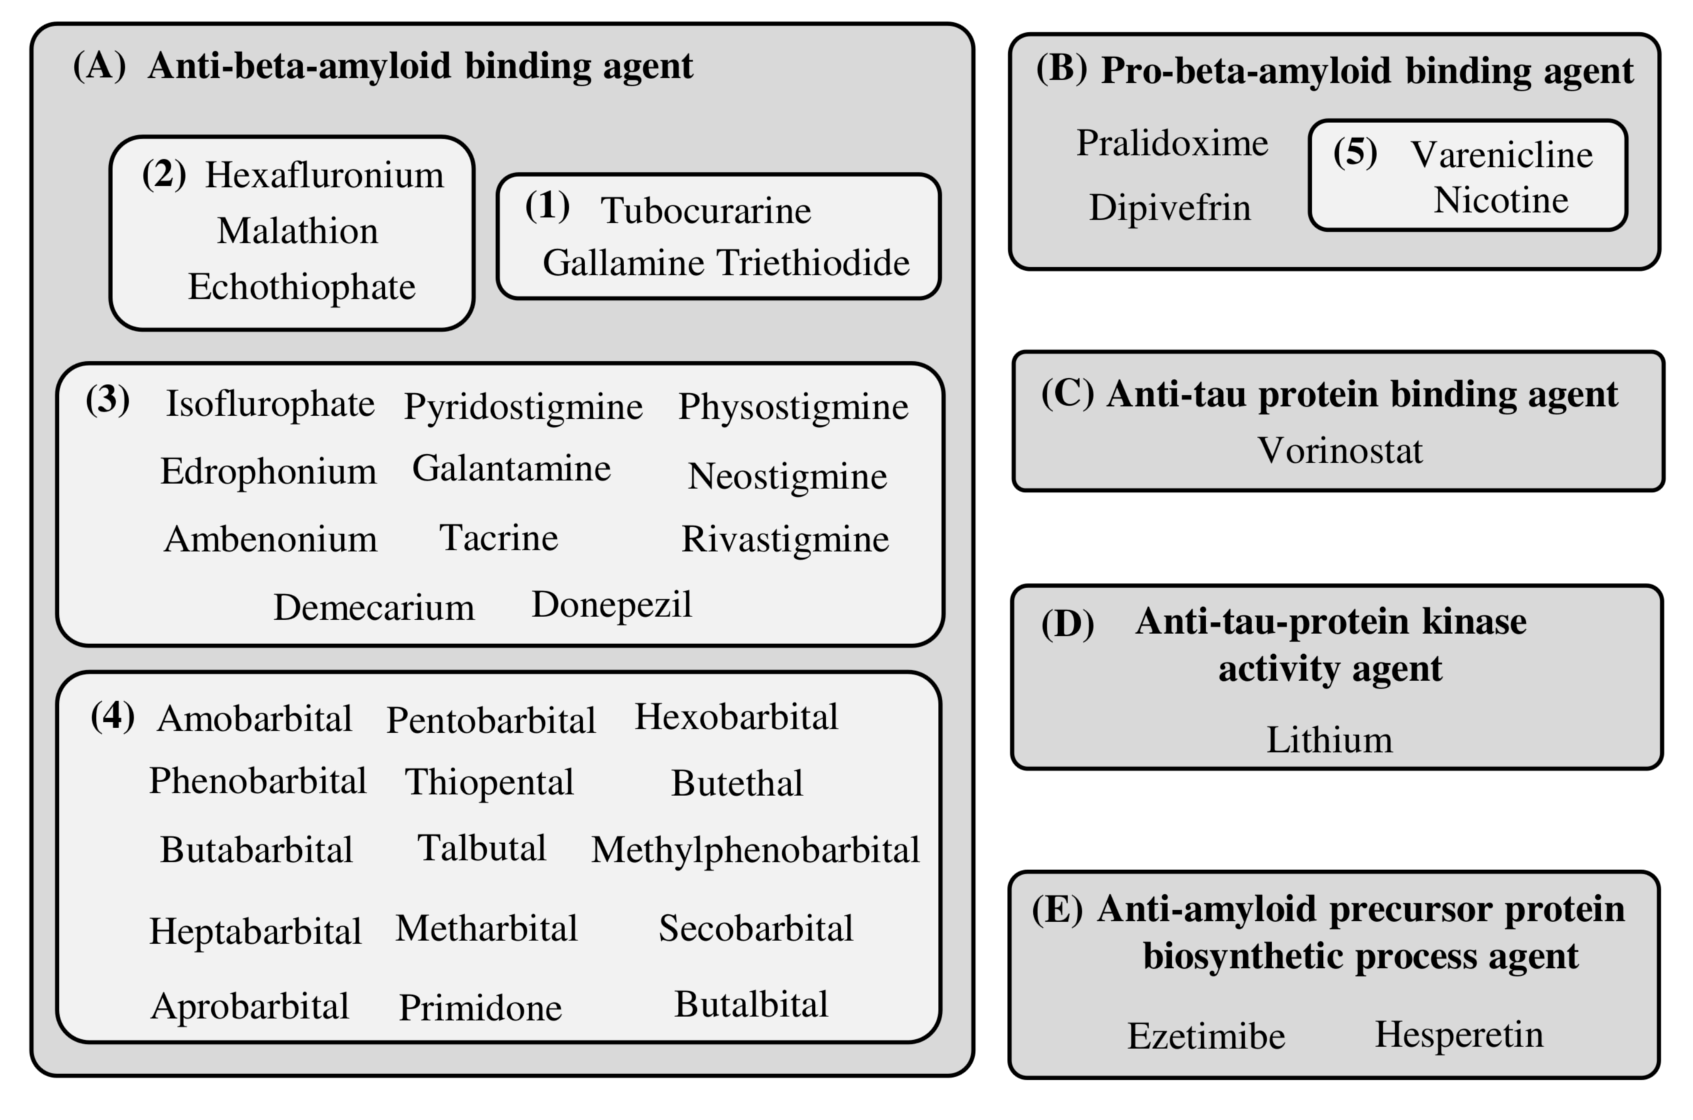 (A) Anti-beta-amyloid binding agent
(2) Hexafluronium
Malathion
Echothiophate
(1) Tubocurarine
Gallamine Triethiodide
(3) Isoflurophate Pyridostigmine Physostigmine
Edrophonium Galantamine Neostigmine
Ambenonium Tacrine Rivastigmine
Demecarium Donepezil
(4) Amobarbital Pentobarbital Hexobarbital
Phenobarbital Thiopental Butethal
Butabarbital Talbutal Methylphenobarbital
Heptabarbital Metharbital Secobarbital
Aprobarbital Primidone Butalbital
(B) Pro-beta-amyloid binding agent
Pralidoxime
Dipivefrin
(5) Varenicline
Nicotine
(C) Anti-tau protein binding agent
Vorinostat
(D) Anti-tau-protein kinase
activity agent
Lithium
(E) Anti-amyloid precursor protein
biosynthetic process agent
Ezetimibe Hesperetin